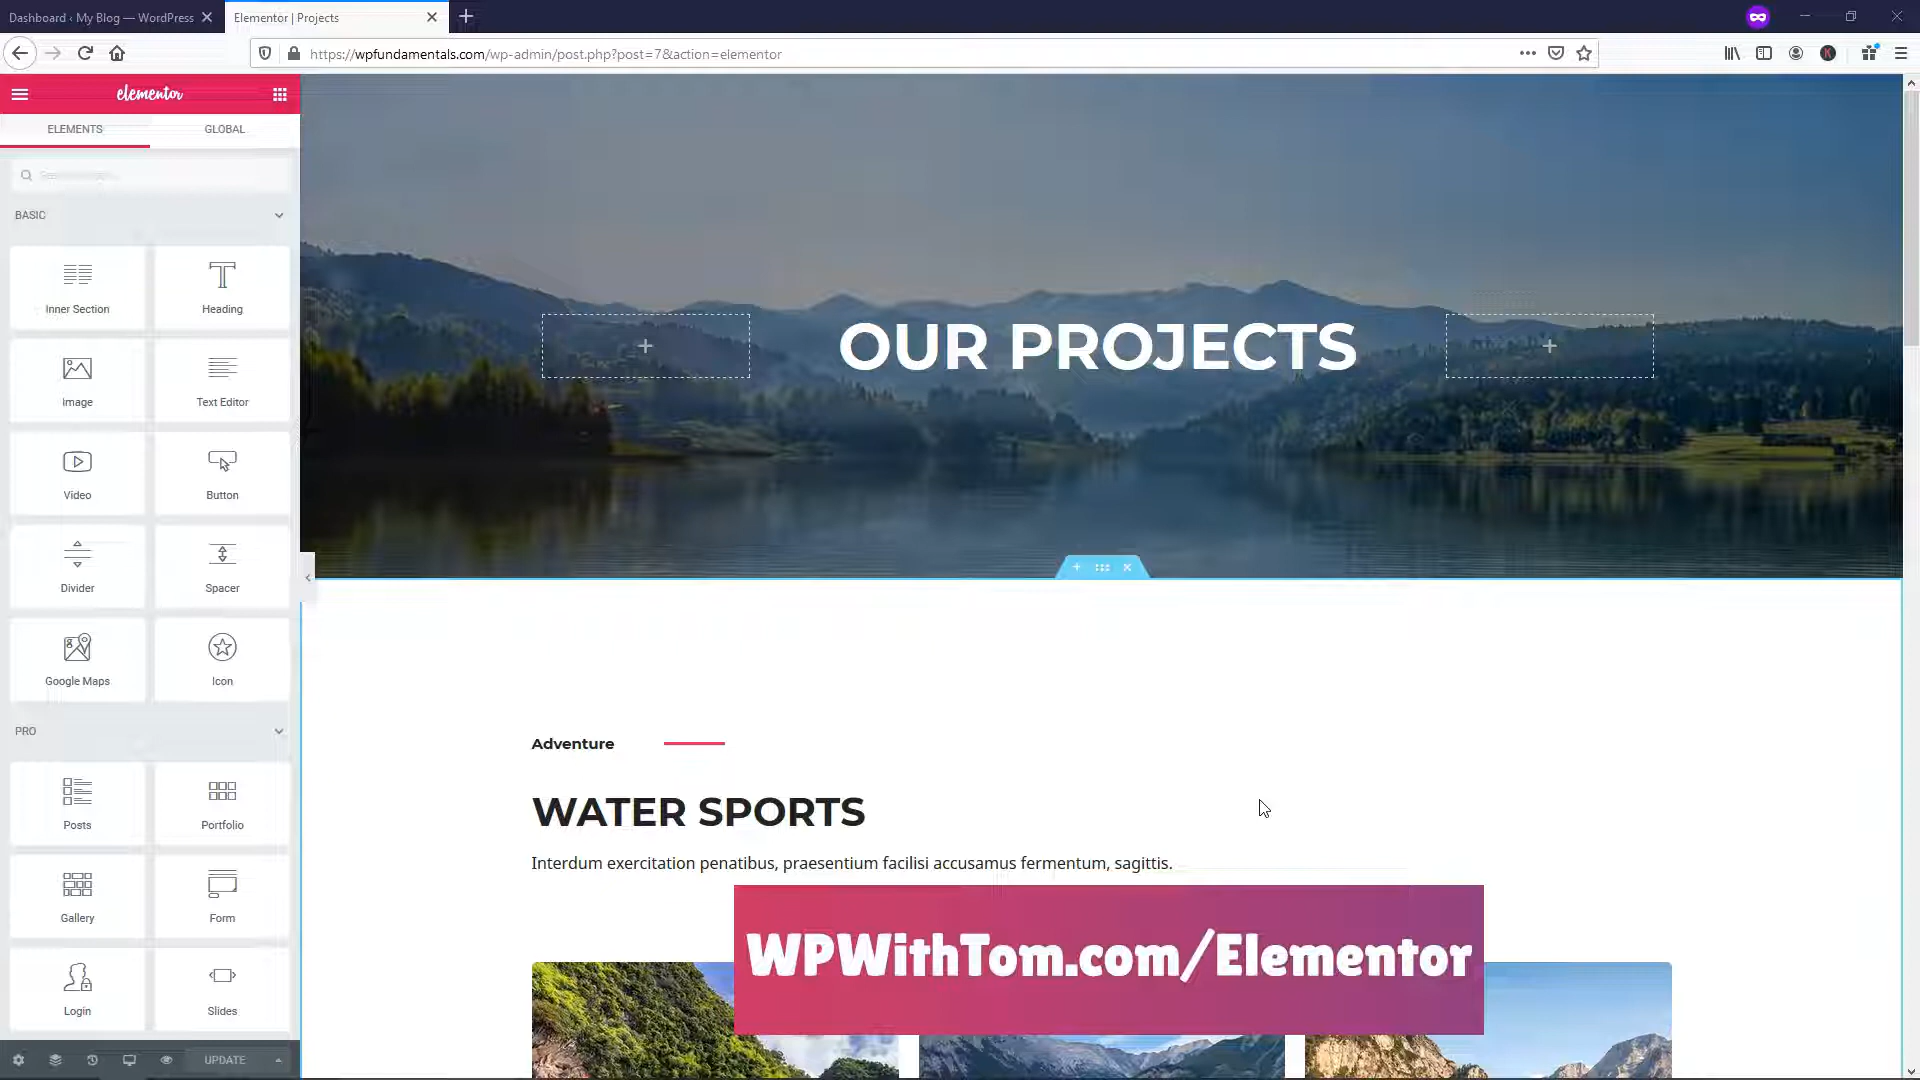 Dashboard ‹ My Blog — WordPress
Elementor | Projects
https://wpfundamentals.com/wp-admin/post.php?post=7&action=elementor
elementor
ELEMENTS
GLOBAL
BASIC
Inner Section
Heading
Image
Text Editor
Video
Button
Divider
Spacer
Google Maps
Icon
PRO
Posts
Portfolio
Gallery
Form
Login
Slides
UPDATE
OUR PROJECTS
Adventure
WATER SPORTS
Interdum exercitation penatibus, praesentium facilisi accusamus fermentum, sagittis.
WPWithTom.com/Elementor